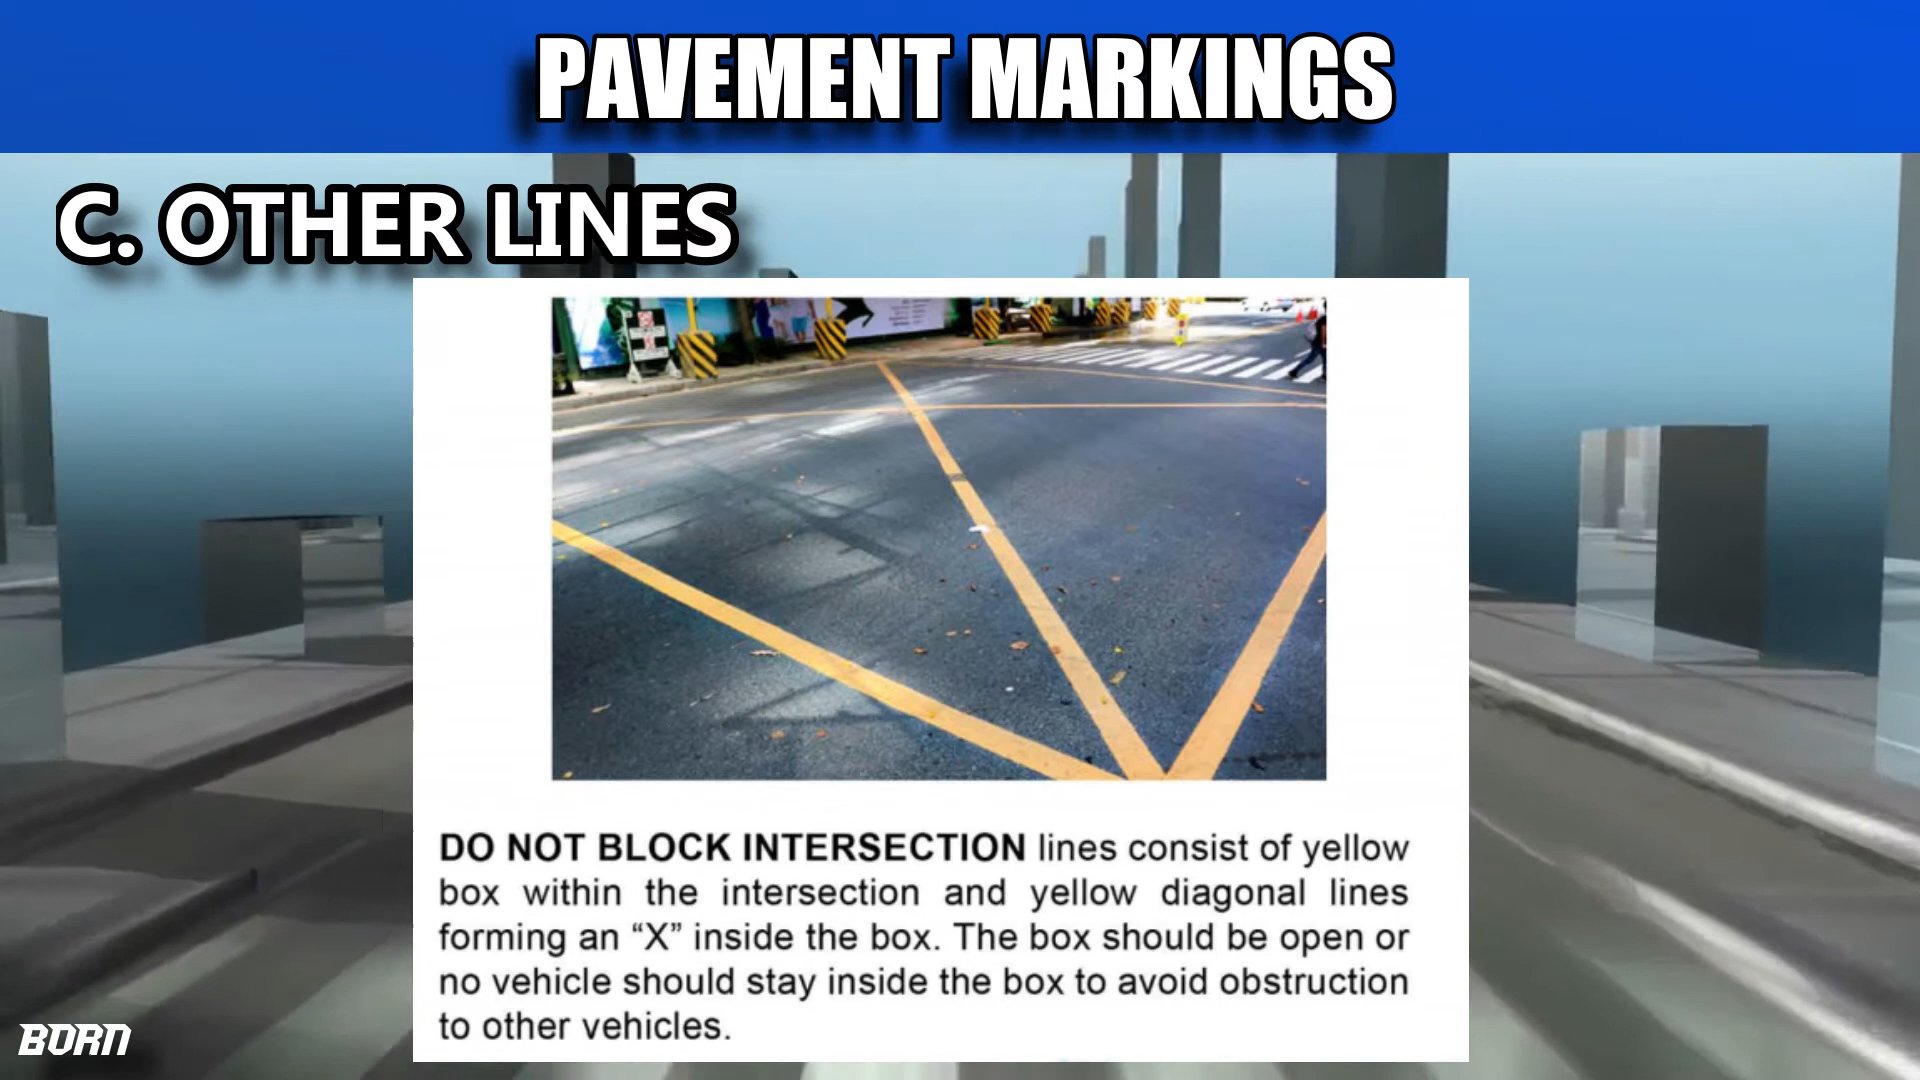 PAVEMENT MARKINGS
C. OTHER LINES
DO NOT BLOCK INTERSECTION lines consist of yellow
box within the intersection and yellow diagonal lines
forming an “X” inside the box. The box should be open or
no vehicle should stay inside the box to avoid obstruction
to other vehicles.
BORN